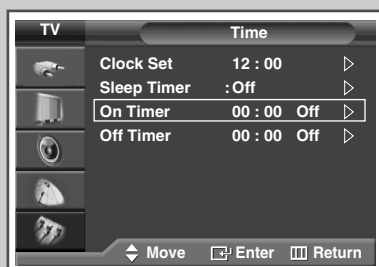 TV Time
Clock Set 12 : 00
Sleep Timer : Off
On Timer 00 : 00 Off
Off Timer 00 : 00 Off
Move Enter Return